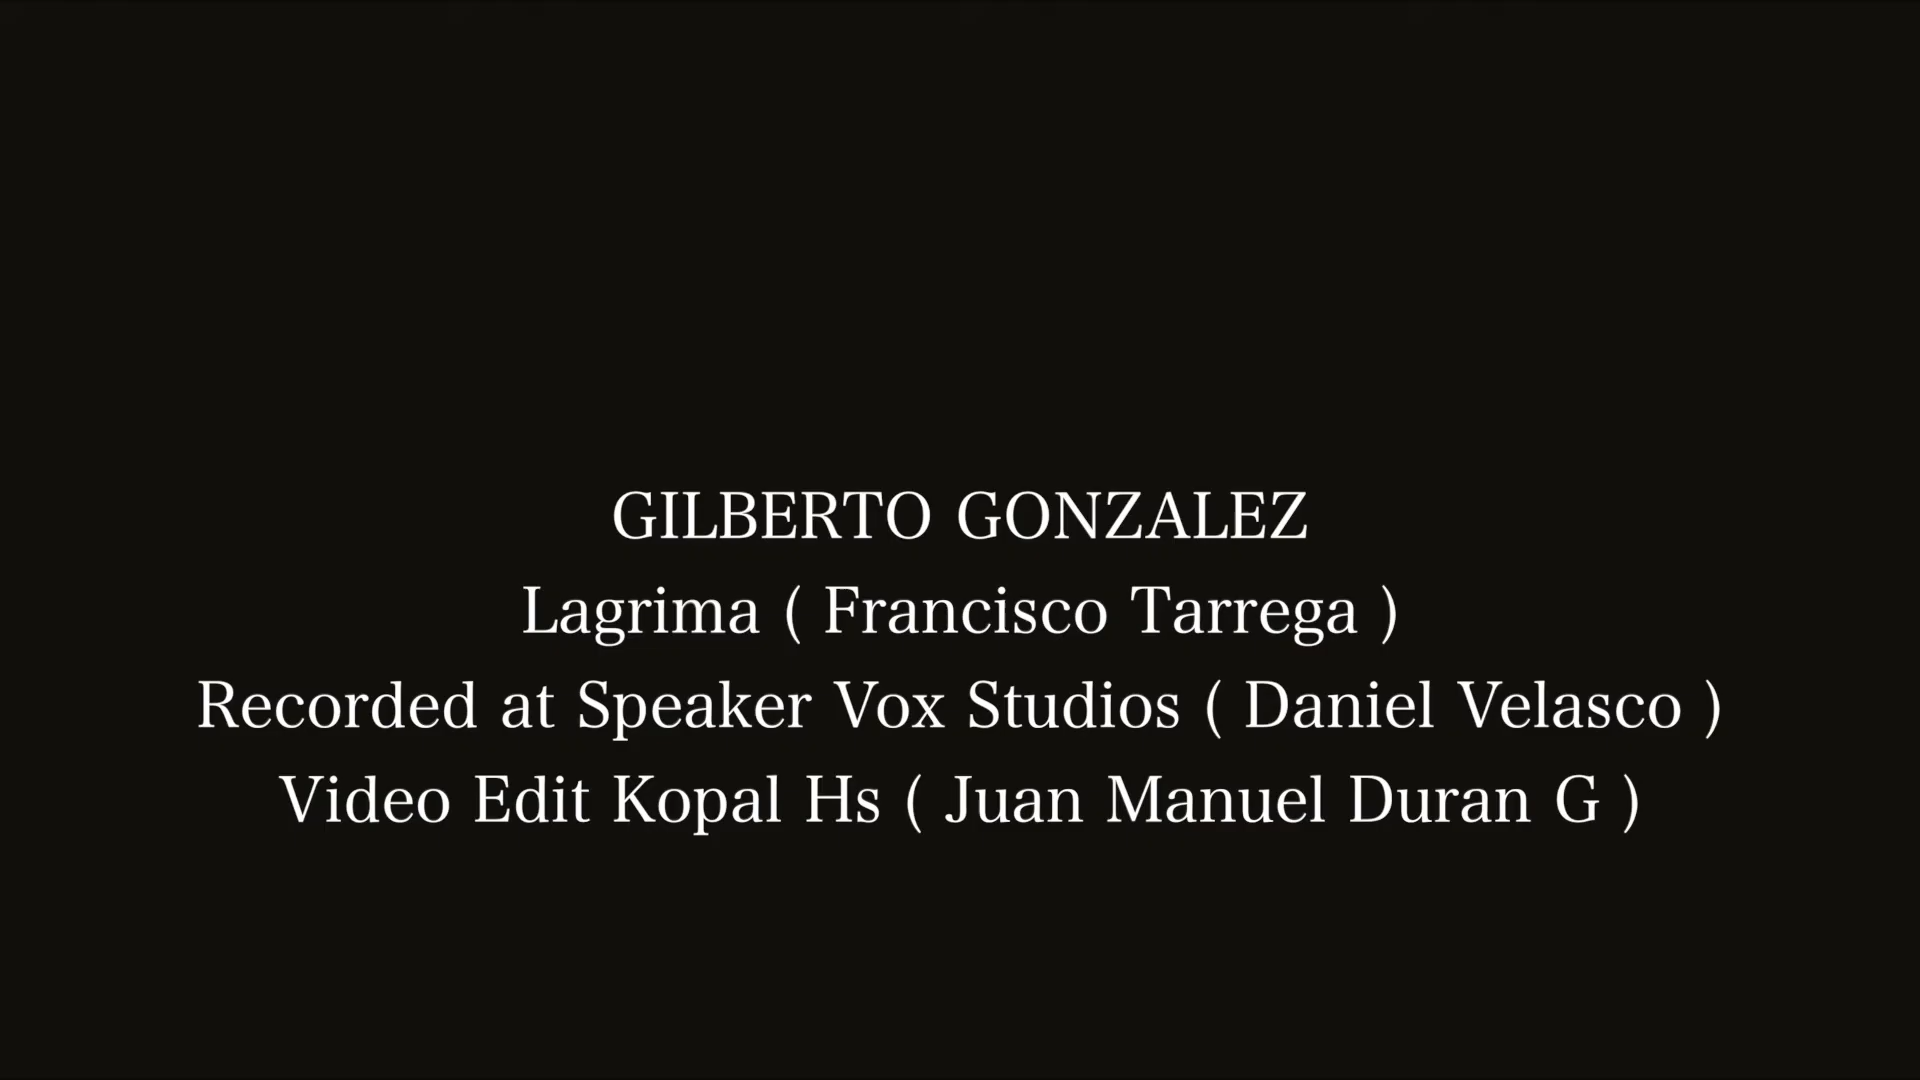 GILBERTO GONZALEZ
Lagrima ( Francisco Tarrega )
Recorded at Speaker Vox Studios ( Daniel Velasco )
Video Edit Kopal Hs ( Juan Manuel Duran G )